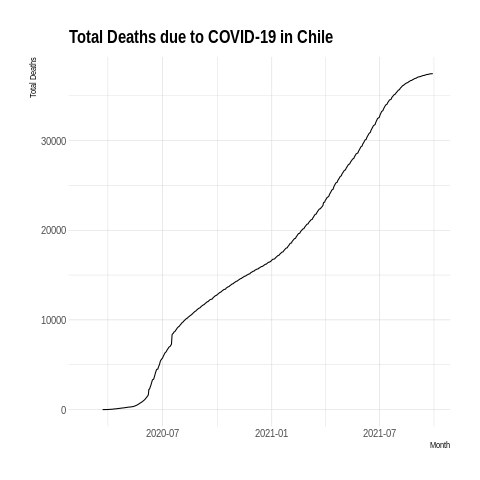 Total Deaths due to COVID-19 in Chile
Total Deaths
30000
20000
10000
0
2020-07 2021-01 2021-07
Month